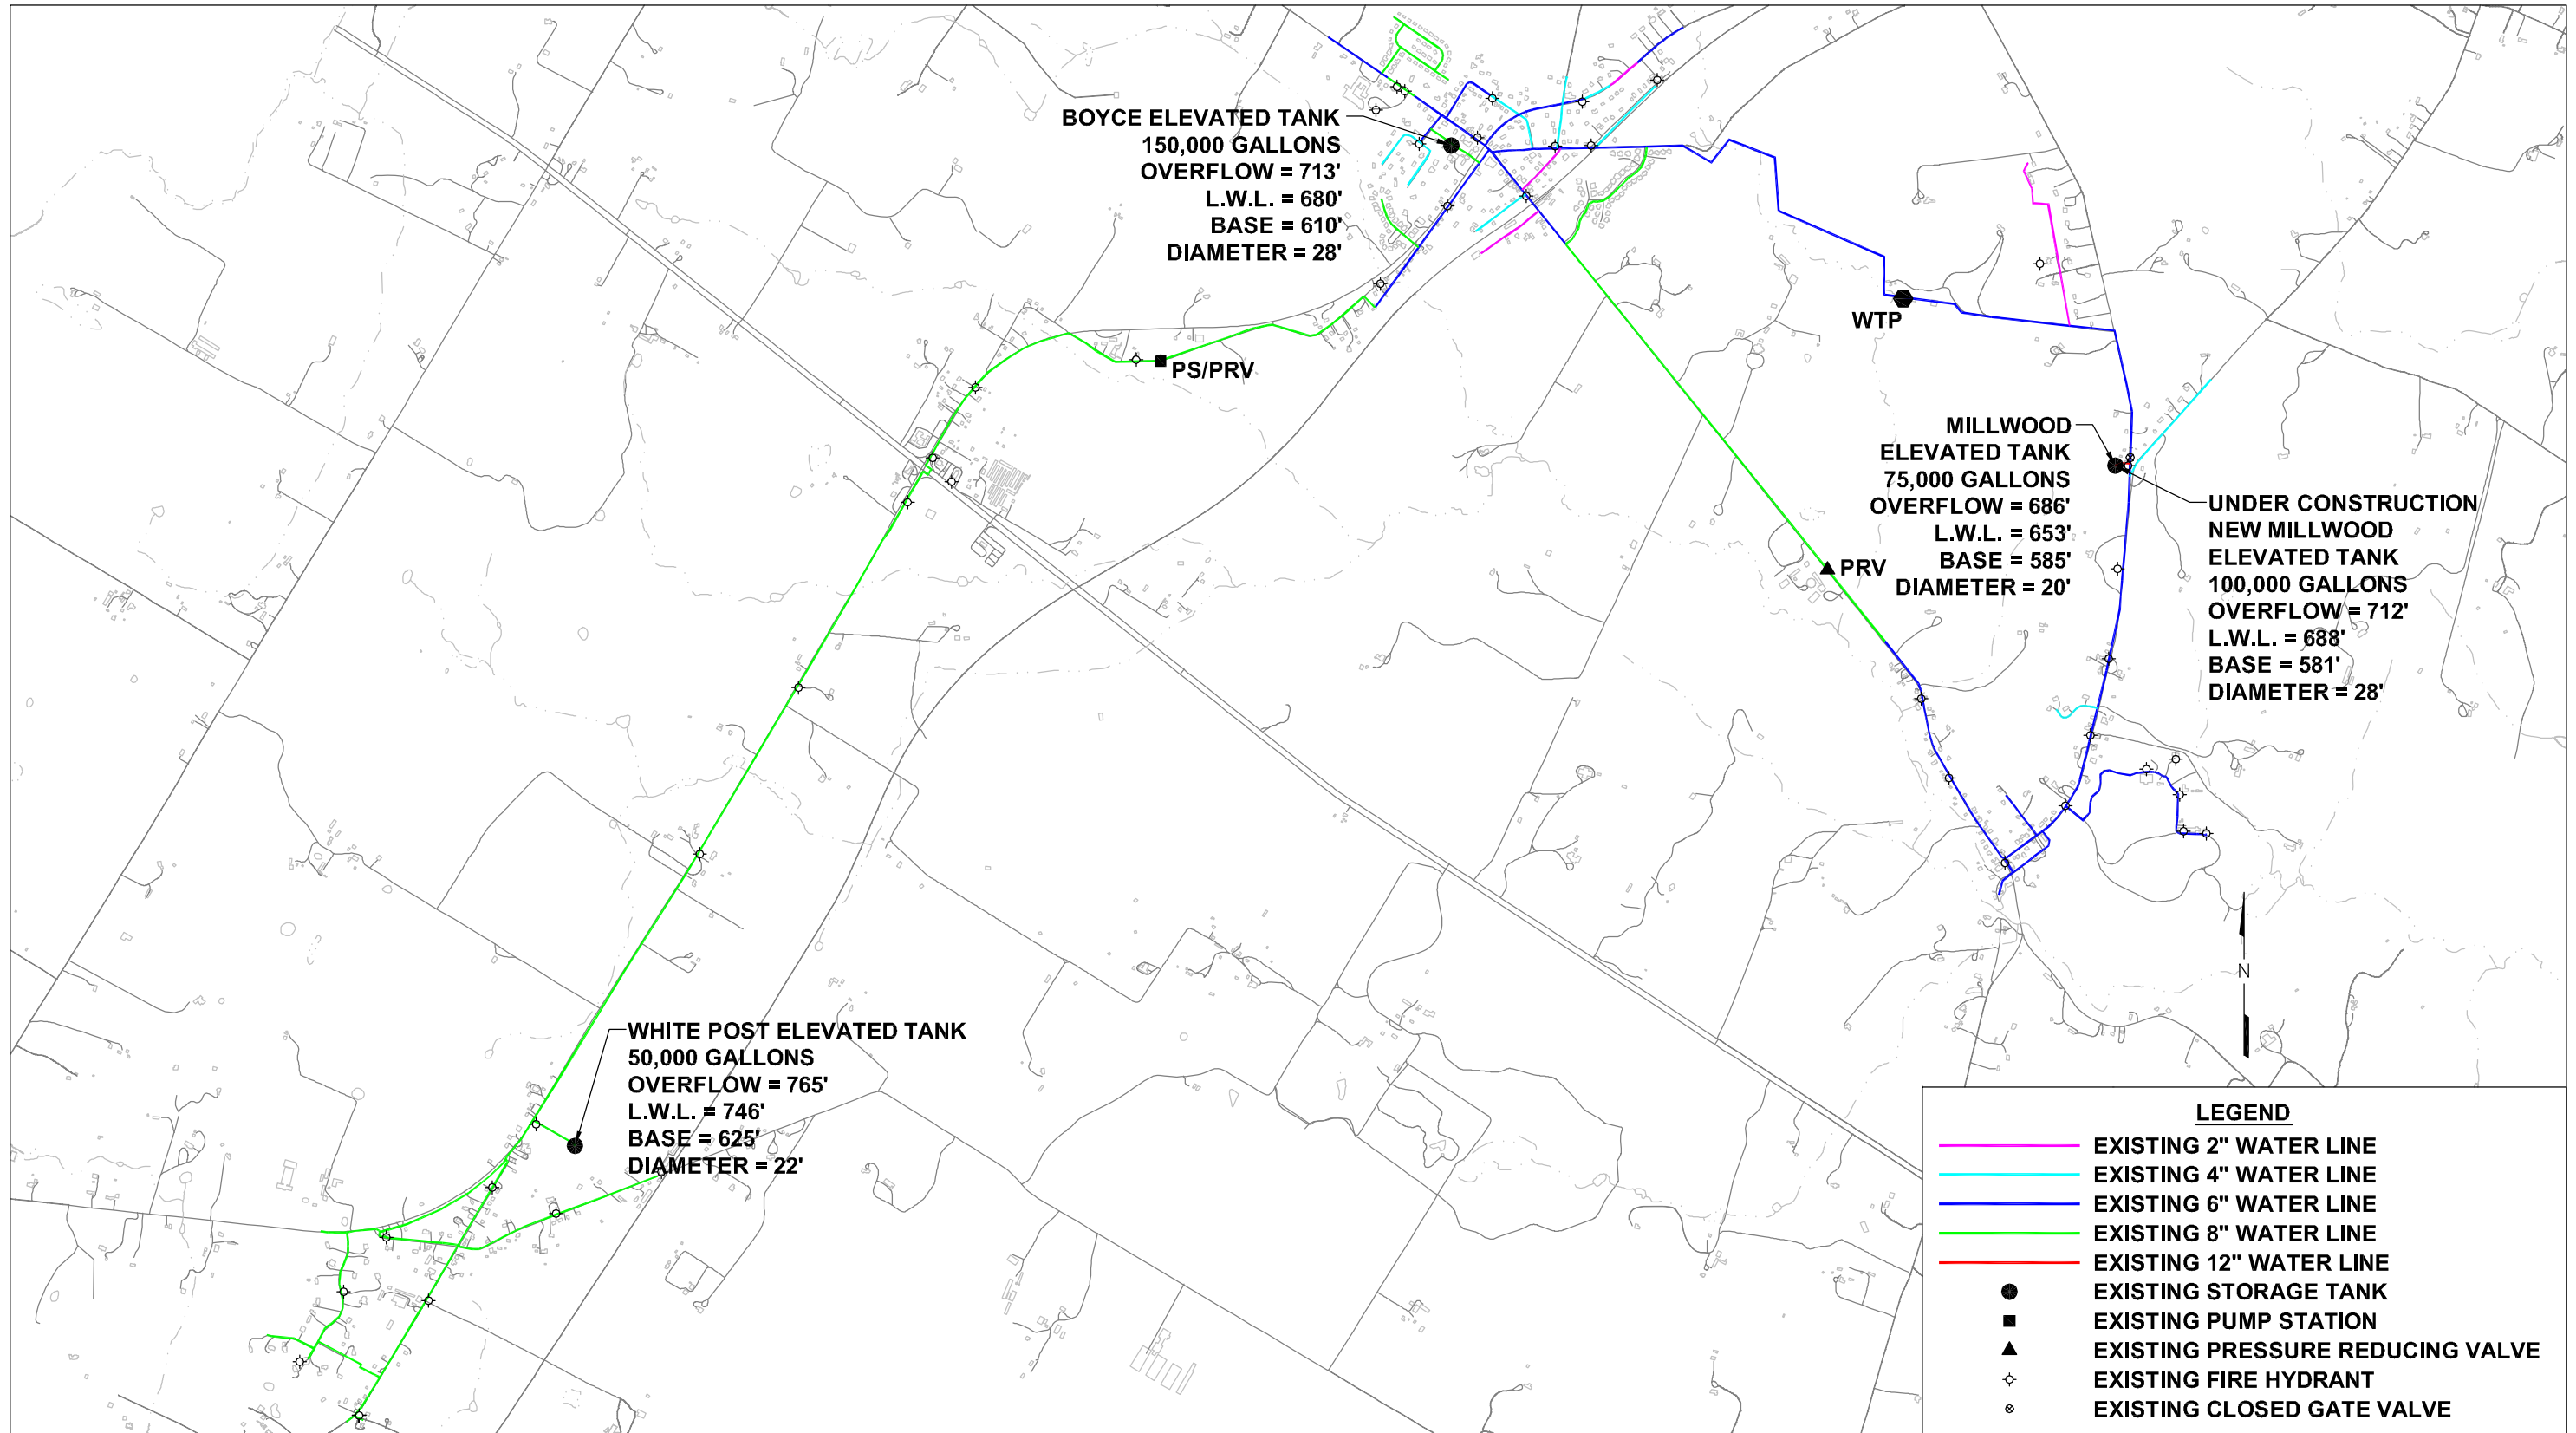 BOYCE ELEVATED TANK
150,000 GALLONS
OVERFLOW = 713'
L.W.L. = 680'
BASE = 610'
DIAMETER = 28'
WTP
PS/PRV
MILLWOOD
ELEVATED TANK
75,000 GALLONS
OVERFLOW = 686'
L.W.L. = 653'
BASE = 585'
DIAMETER = 20'
UNDER CONSTRUCTION
NEW MILLWOOD
ELEVATED TANK
100,000 GALLONS
OVERFLOW = 712'
L.W.L. = 688'
BASE = 581'
DIAMETER = 28'
PRV
WHITE POST ELEVATED TANK
50,000 GALLONS
OVERFLOW = 765'
L.W.L. = 746'
BASE = 625'
DIAMETER = 22'
N
LEGEND
EXISTING 2" WATER LINE
EXISTING 4" WATER LINE
EXISTING 6" WATER LINE
EXISTING 8" WATER LINE
EXISTING 12" WATER LINE
EXISTING STORAGE TANK
EXISTING PUMP STATION
EXISTING PRESSURE REDUCING VALVE
EXISTING FIRE HYDRANT
EXISTING CLOSED GATE VALVE